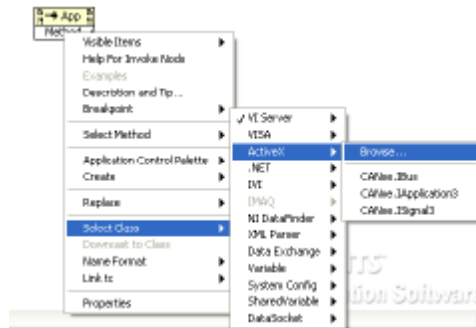 App
Method
Visible Items
Help For Invoke Node
Examples
Description and Tip...
Breakpoint
Select Method
Application Control Palette
Create
Replace
Select Class
Downcast to Class
Name Format
Link to
Properties
✓ VI Server
VISA
ActiveX
.NET
IVI
IMAQ
NI DataFinder
XML Parser
Data Exchange
Variable
System Config
SharedVariable
DataSocket
Browse...
CANoe.IBus
CANoe.IApplication3
CANoe.ISignal3